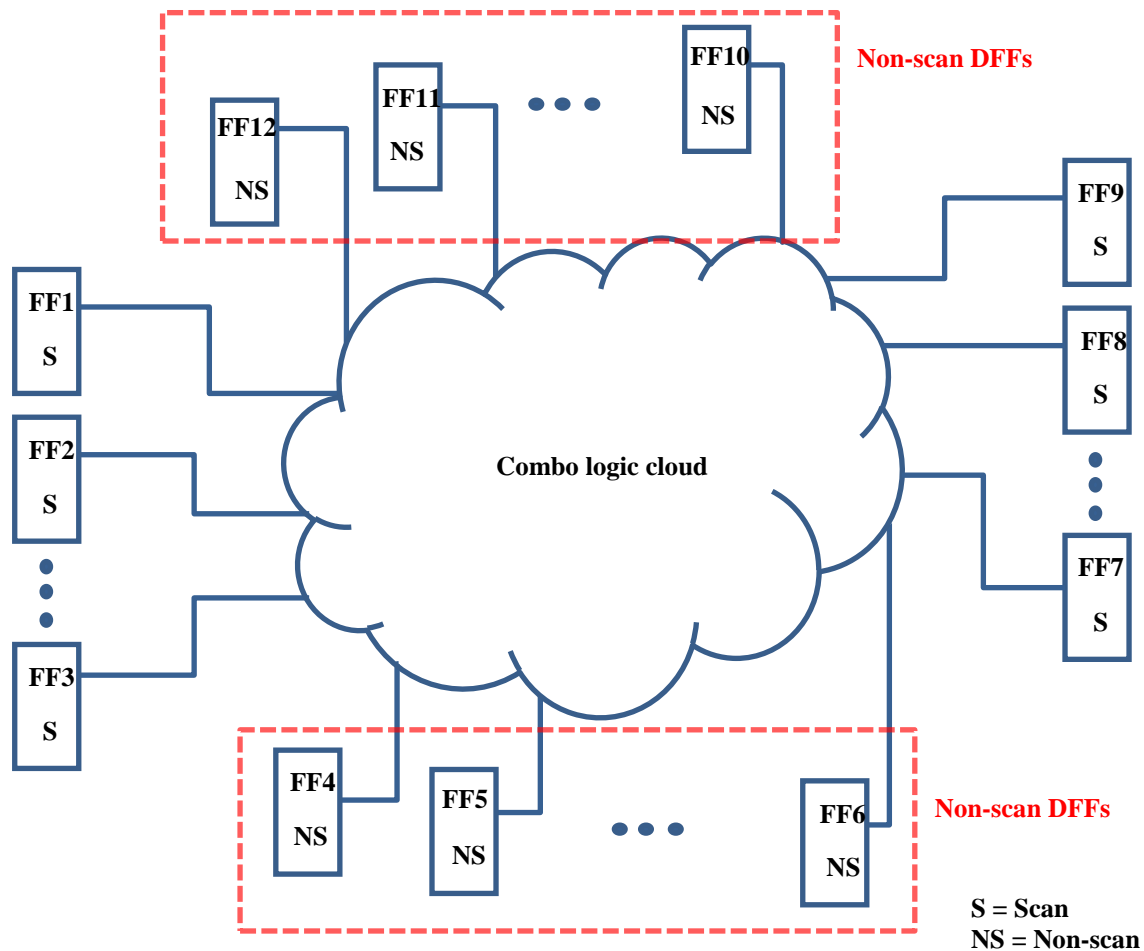 FF10
NS
Non-scan DFFs
FF11
NS
FF12
NS
FF9
S
FF1
S
FF8
S
FF2
S
Combo logic cloud
FF7
S
FF3
S
FF4
NS
FF5
NS
FF6
NS
Non-scan DFFs
S = Scan
NS = Non-scan